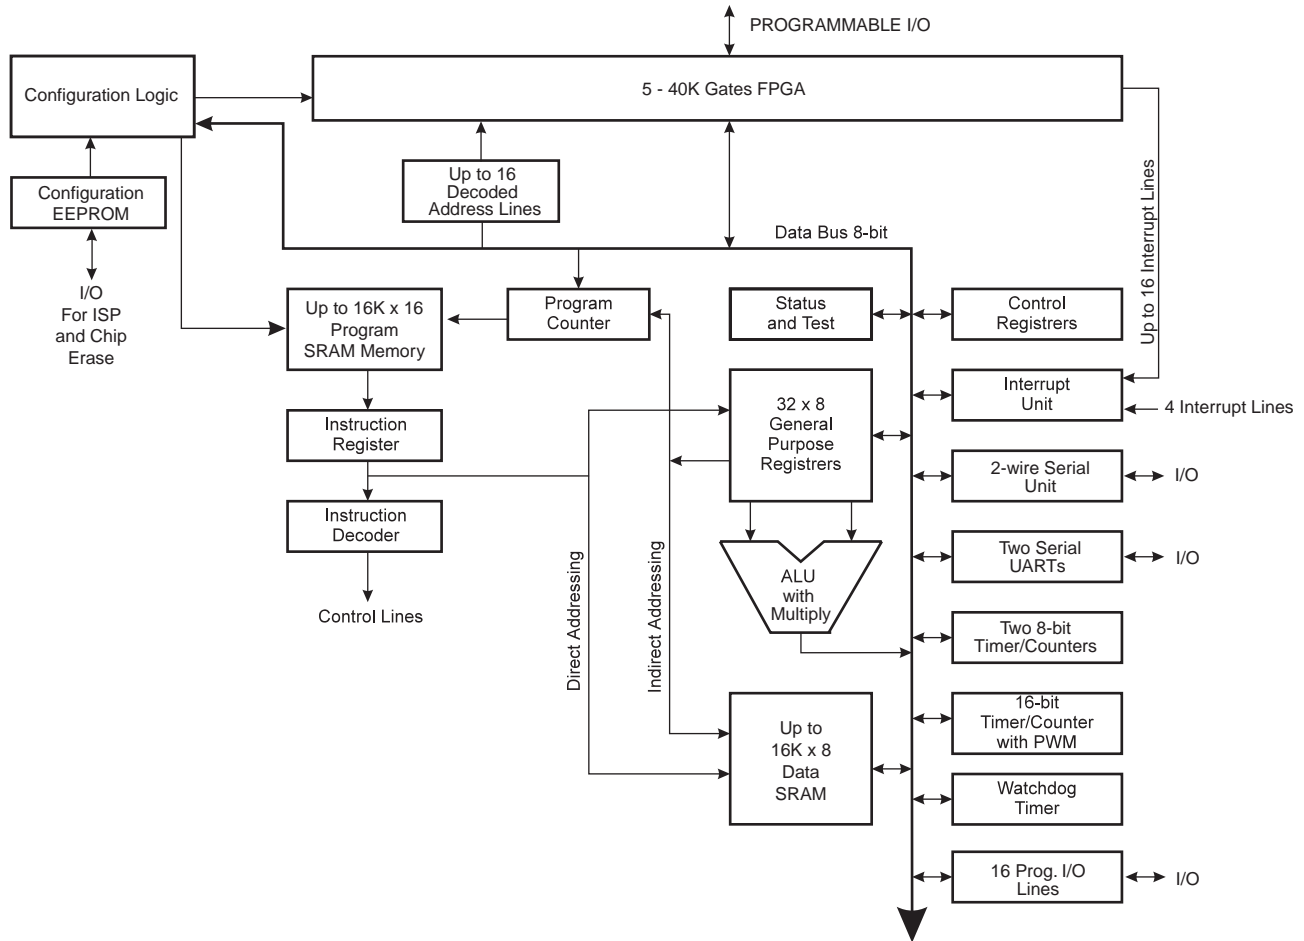 PROGRAMMABLE I/O
Configuration Logic
5 - 40K Gates FPGA
Configuration
EEPROM
Up to 16
Decoded
Address Lines
Data Bus 8-bit
Up to 16 Interrupt Lines
I/O
For ISP
and Chip
Erase
Up to 16K x 16
Program
SRAM Memory
Program
Counter
Status
and Test
Control
Registrers
Instruction
Register
32 x 8
General
Purpose
Registrers
Interrupt
Unit
4 Interrupt Lines
2-wire Serial
Unit
I/O
Instruction
Decoder
Control Lines
Direct Addressing
Indirect Addressing
ALU
with
Multiply
Two Serial
UARTs
I/O
Two 8-bit
Timer/Counters
Up to
16K x 8
Data
SRAM
16-bit
Timer/Counter
with PWM
Watchdog
Timer
16 Prog. I/O
Lines
I/O